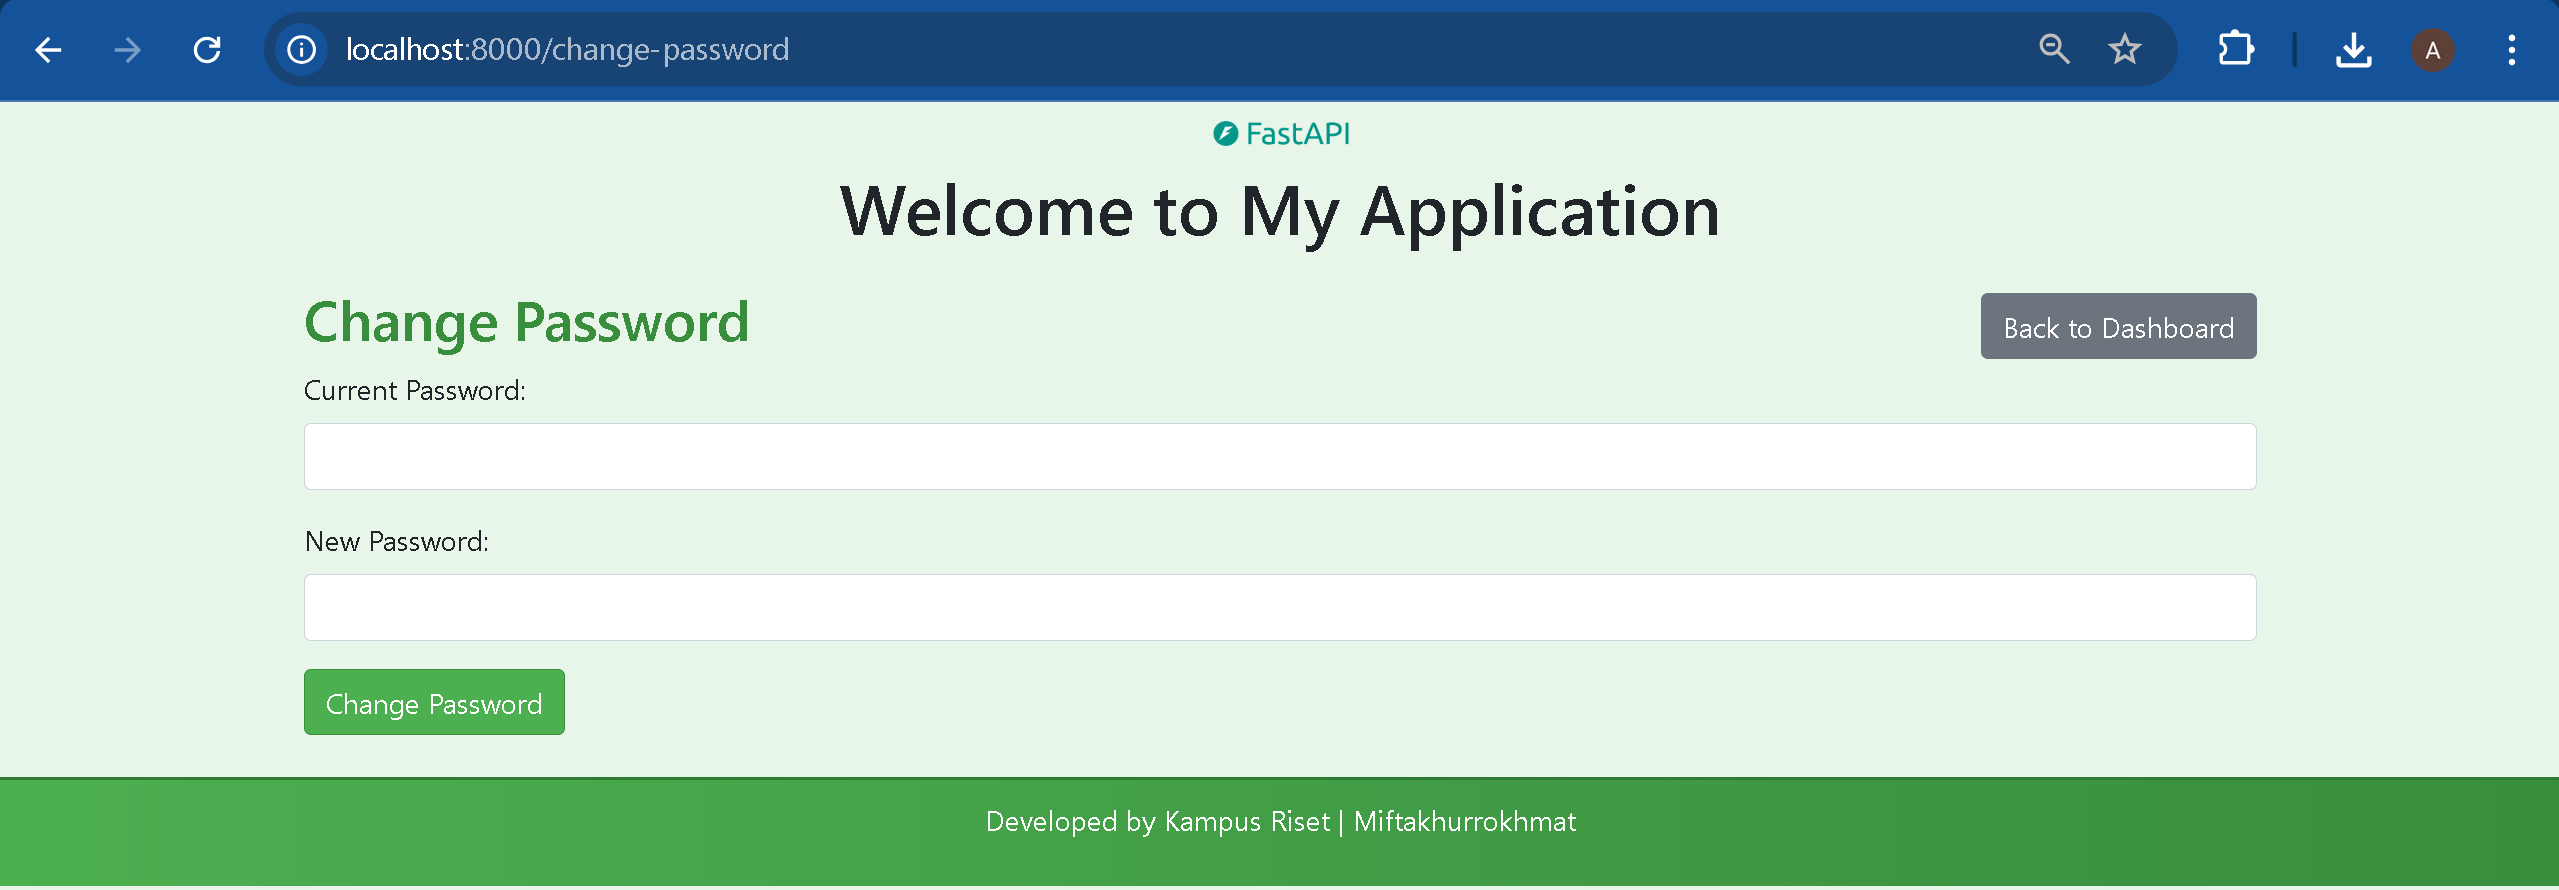 localhost:8000/change-password
A
FastAPI
Welcome to My Application
Change Password
Back to Dashboard
Current Password:
New Password:
Change Password
Developed by Kampus Riset | Miftakhurrokhmat